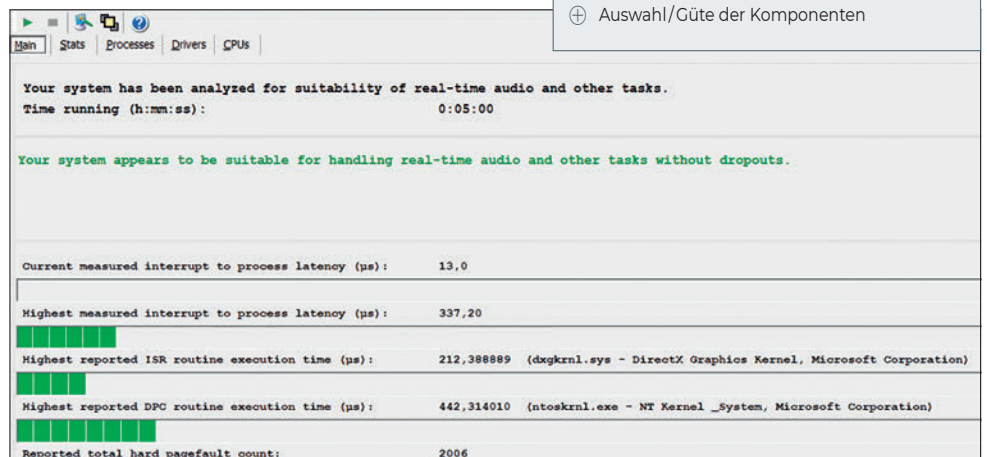 ⊕ Auswahl/Güte der Komponenten
Main Stats Processes Drivers CPUs
Your system has been analyzed for suitability of real-time audio and other tasks.
Time running (h:mm:ss): 0:05:00
Your system appears to be suitable for handling real-time audio and other tasks without dropouts.
Current measured interrupt to process latency (µs): 13,0
Highest measured interrupt to process latency (µs): 337,20
Highest reported ISR routine execution time (µs): 212,388889 (dxgkrnl.sys - DirectX Graphics Kernel, Microsoft Corporation)
Highest reported DPC routine execution time (µs): 442,314010 (ntoskrnl.exe - NT Kernel _System, Microsoft Corporation)
Reported total hard pagefault count: 2006